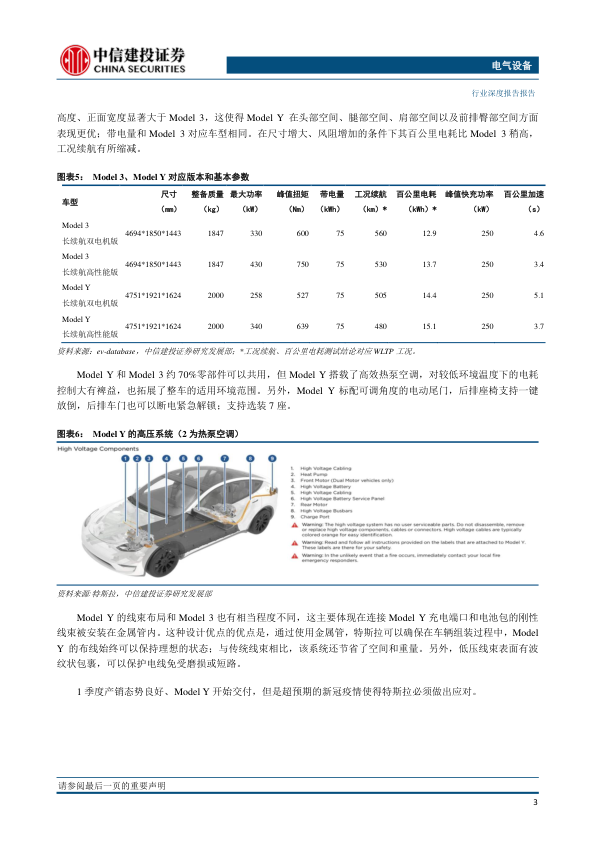 中信建投证券
CHINA SECURITIES
电气设备
行业深度报告报告
高度、正面宽度显著大于 Model 3，这使得 Model Y 在头部空间、腿部空间、肩部空间以及前排臀部空间方面
表现更优；带电量和 Model 3 对应车型相同。在尺寸增大、风阻增加的条件下其百公里电耗比 Model 3 稍高，
工况续航有所缩减。
图表5： Model 3、Model Y 对应版本和基本参数
车型 尺寸（mm） 整备质量（kg） 最大功率（kW） 峰值扭矩（Nm） 带电量（kWh） 工况续航（km）* 百公里电耗（kWh）* 峰值快充功率（kW） 百公里加速（s）
Model 3 长续航双电机版 4694*1850*1443 1847 330 600 75 560 12.9 250 4.6
Model 3 长续航高性能版 4694*1850*1443 1847 430 750 75 530 13.7 250 3.4
Model Y 长续航双电机版 4751*1921*1624 2000 258 527 75 505 14.4 250 5.1
Model Y 长续航高性能版 4751*1921*1624 2000 340 639 75 480 15.1 250 3.7
资料来源：ev-database，中信建投证券研究发展部；*工况续航、百公里电耗测试结论对应 WLTP 工况。
Model Y 和 Model 3 约 70%零部件可以共用，但 Model Y 搭载了高效热泵空调，对较低环境温度下的电耗
控制大有裨益，也拓展了整车的适用环境范围。另外，Model Y 标配可调角度的电动尾门，后排座椅支持一键
放倒，后排车门也可以断电紧急解锁；支持选装 7 座。
图表6： Model Y 的高压系统（2 为热泵空调）
High Voltage Components
1 2 3 4 5 6 7 8 9
1. High Voltage Cabling
2. Heat Pump
3. Front Motor (Dual Motor vehicles only)
4. High Voltage Battery
5. High Voltage Cabling
6. High Voltage Battery Service Panel
7. Rear Motor
8. High Voltage Busbars
9. Charge Port
Warning: The high voltage system has no user serviceable parts. Do not disassemble, remove
or replace high voltage components, cables or connectors. High voltage cables are typically
colored orange for easy identification.
Warning: Read and follow all instructions provided on the labels that are attached to Model Y.
These labels are there for your safety.
Warning: In the unlikely event that a fire occurs, immediately contact your local fire
emergency responders.
资料来源:特斯拉，中信建投证券研究发展部
Model Y 的线束布局和 Model 3 也有相当程度不同，这主要体现在连接 Model Y 充电端口和电池包的刚性
线束被安装在金属管内。这种设计优点的优点是，通过使用金属管，特斯拉可以确保在车辆组装过程中，Model
Y 的布线始终可以保持理想的状态；与传统线束相比，该系统还节省了空间和重量。另外，低压线束表面有波
纹状包裹，可以保护电线免受磨损或短路。
1 季度产销态势良好、Model Y 开始交付，但是超预期的新冠疫情使得特斯拉必须做出应对。
请参阅最后一页的重要声明
3